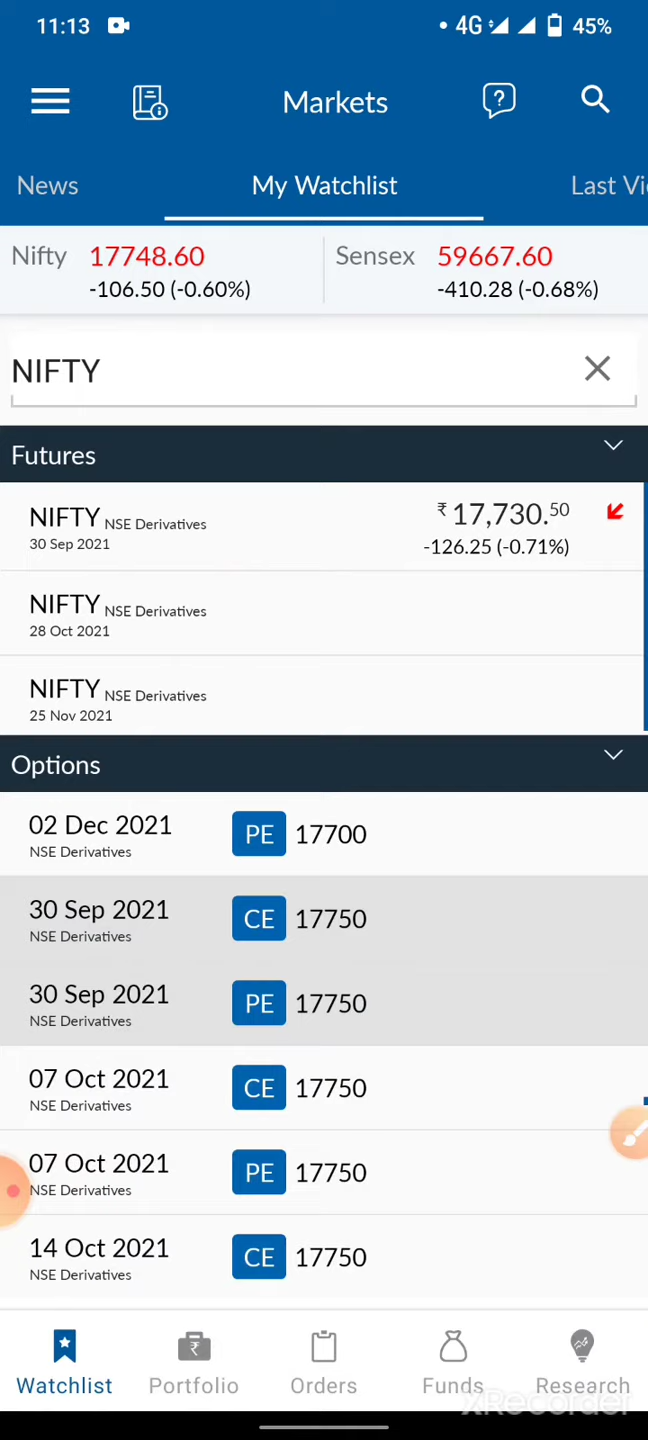 11:13 4G 45%
Markets
News My Watchlist Last Vi
Nifty 17748.60 Sensex 59667.60
-106.50 (-0.60%) -410.28 (-0.68%)
NIFTY
Futures
NIFTY NSE Derivatives ₹ 17,730.50
30 Sep 2021 -126.25 (-0.71%)
NIFTY NSE Derivatives
28 Oct 2021
NIFTY NSE Derivatives
25 Nov 2021
Options
02 Dec 2021 PE 17700
NSE Derivatives
30 Sep 2021 CE 17750
NSE Derivatives
30 Sep 2021 PE 17750
NSE Derivatives
07 Oct 2021 CE 17750
NSE Derivatives
07 Oct 2021 PE 17750
NSE Derivatives
14 Oct 2021 CE 17750
NSE Derivatives
Watchlist Portfolio Orders Funds Research
XRecorder